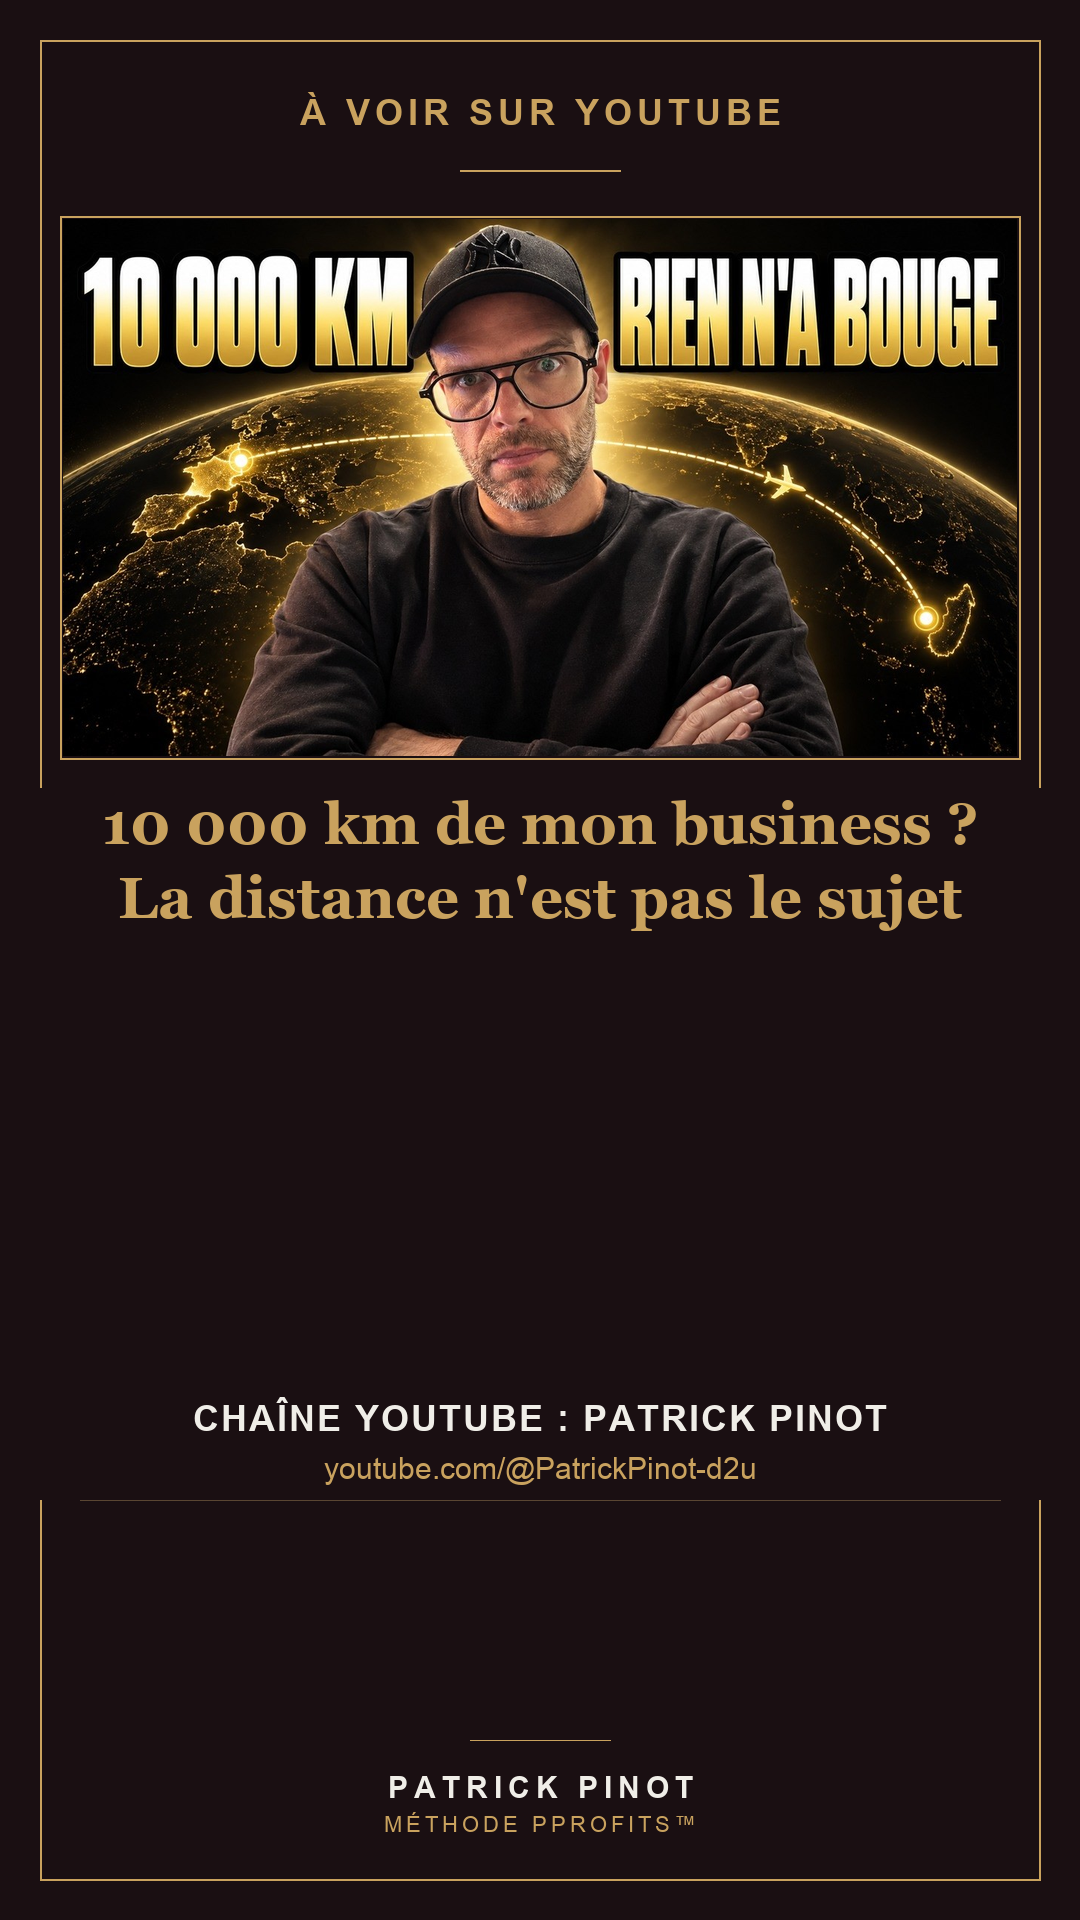 À VOIR SUR YOUTUBE
10 000 KM RIEN N'A BOUGE
NY
10 000 km de mon business ?
La distance n'est pas le sujet
CHAÎNE YOUTUBE : PATRICK PINOT
youtube.com/@PatrickPinot-d2u
PATRICK PINOT
MÉTHODE PPROFITS™